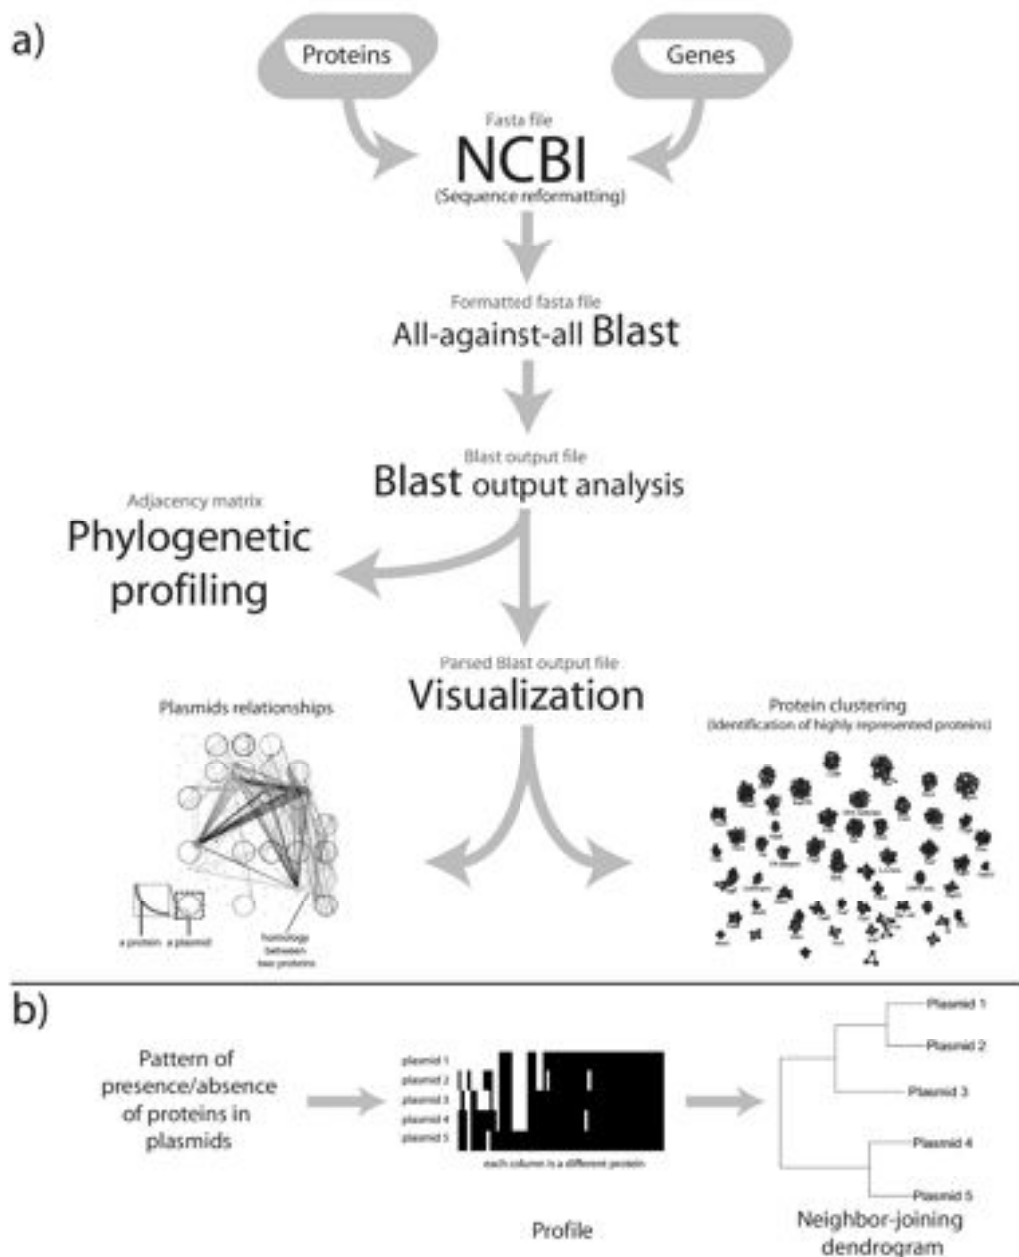 a)
Proteins
Genes
Fasta file
NCBI
(Sequence reformatting)
Formatted fasta file
All-against-all Blast
Blast output file
Blast output analysis
Adjacency matrix
Phylogenetic
profiling
Parsed Blast output file
Visualization
Plasmids relationships
Protein clustering
(Identification of highly represented proteins)
a protein a plasmid
homology
between
two proteins
b)
Pattern of
presence/absence
of proteins in
plasmids
plasmid 1
plasmid 2
plasmid 3
plasmid 4
plasmid 5
each column is a different protein
Profile
Plasmid 1
Plasmid 2
Plasmid 3
Plasmid 4
Plasmid 5
Neighbor-joining
dendrogram